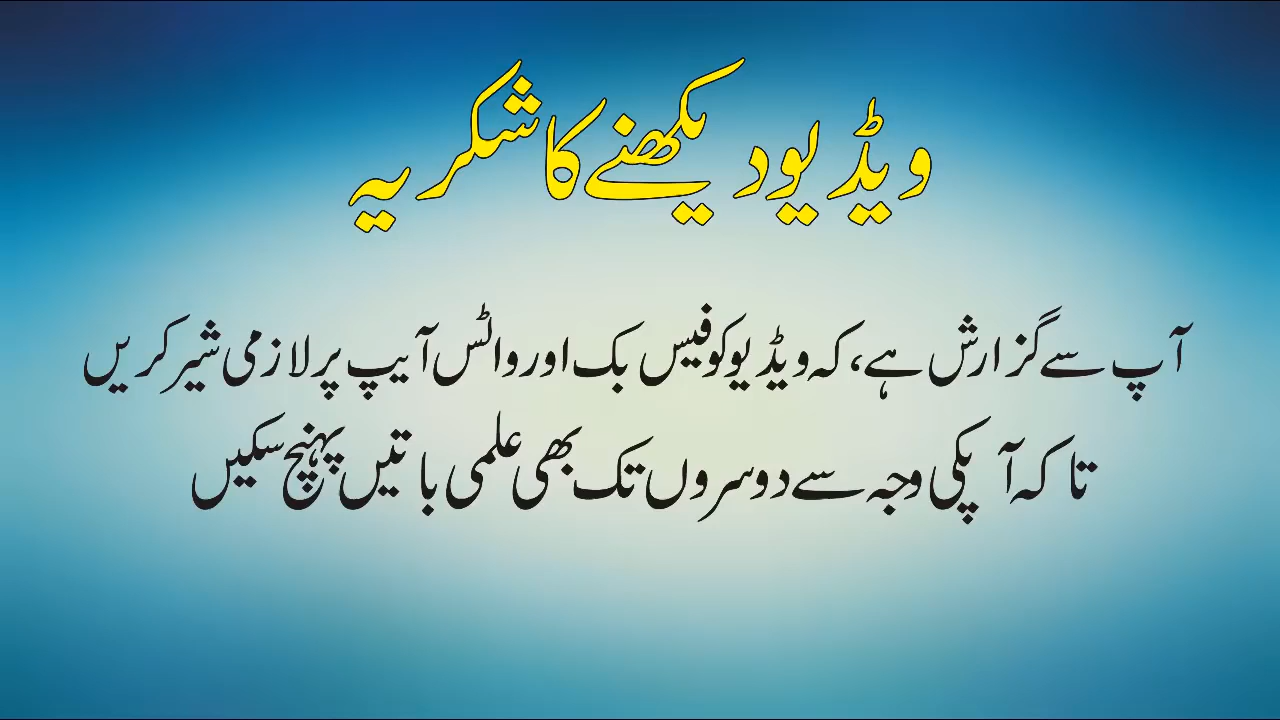 ویڈیو دیکھنے کا شکریہ
آپ سے گزارش ہے، کہ ویڈیو کو فیس بک اور واٹس آیپ پر لازمی شیر کریں
تا کہ آپکی وجہ سے دوسروں تک بھی علمی باتیں پہنچ سکیں